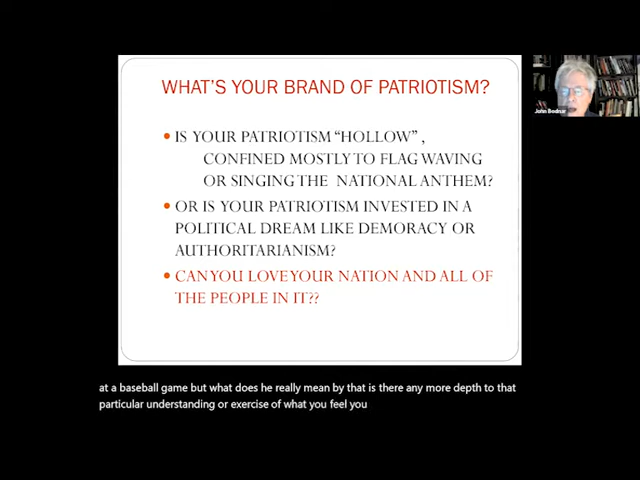 WHAT'S YOUR BRAND OF PATRIOTISM?
• IS YOUR PATRIOTISM "HOLLOW",
CONFINED MOSTLY TO FLAG WAVING
OR SINGING THE NATIONAL ANTHEM?
• OR IS YOUR PATRIOTISM INVESTED IN A
POLITICAL DREAM LIKE DEMORACY OR
AUTHORITARIANISM?
• CAN YOU LOVE YOUR NATION AND ALL OF
THE PEOPLE IN IT??
John Bodnar
at a baseball game but what does he really mean by that is there any more depth to that
particular understanding or exercise of what you feel you